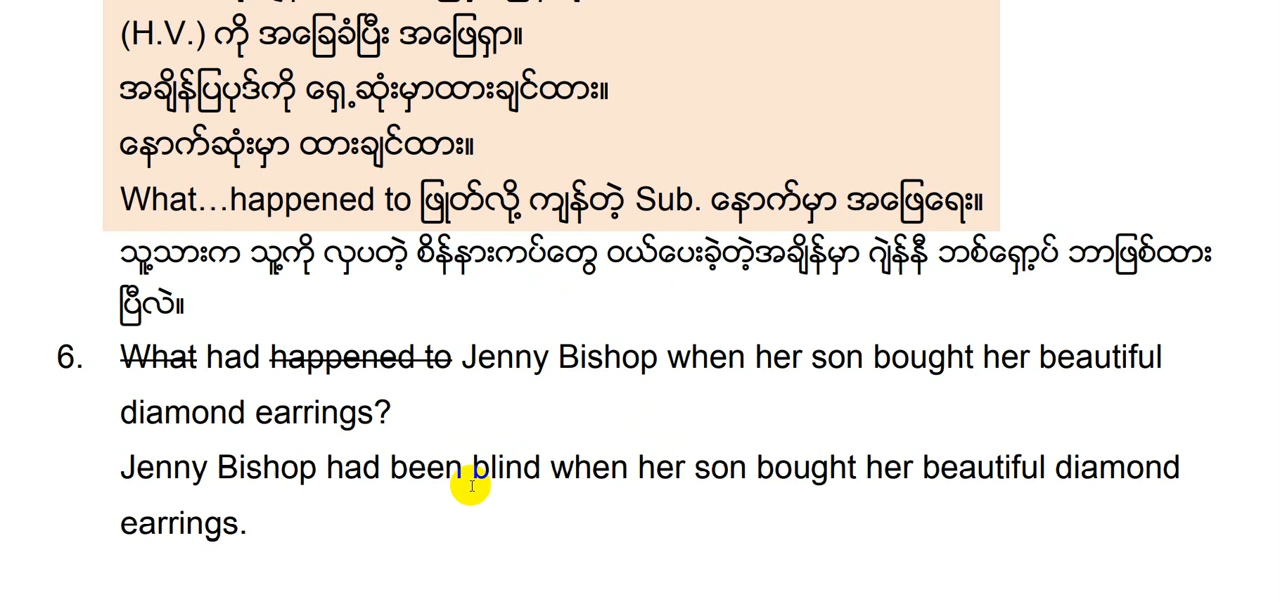 (H.V.) ကို အခြေခံပြီး အဖြေရှာ။
အချိန်ပြပုဒ်ကို ရှေ့ဆုံးမှာထားချင်ထား။
နောက်ဆုံးမှာ ထားချင်ထား။
What…happened to ဖြုတ်လို့ ကျန်တဲ့ Sub. နောက်မှာ အဖြေရေး။
သူ့သားက သူ့ကို လှပတဲ့ စိန်နားကပ်တွေ ဝယ်ပေးခဲ့တဲ့အချိန်မှာ ဂျဲန်နီ ဘစ်ရှော့ပ် ဘာဖြစ်ထား
ပြီလဲ။
6. What had happened to Jenny Bishop when her son bought her beautiful
diamond earrings?
Jenny Bishop had been blind when her son bought her beautiful diamond
earrings.